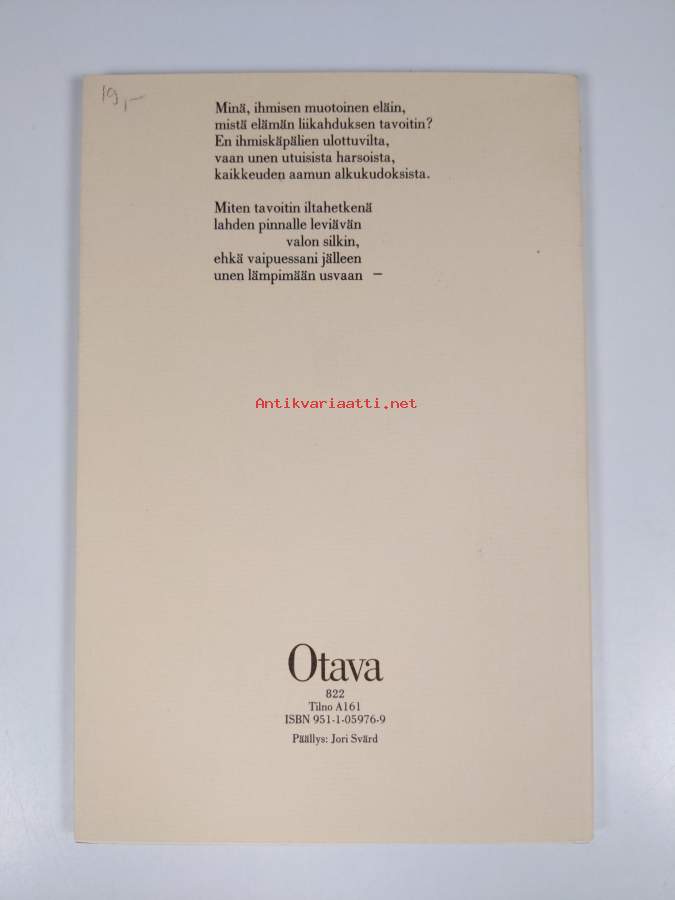 19,—
Minä, ihmisen muotoinen eläin,
mistä elämän liikahduksen tavoitin?
En ihmiskäpälien ulottuvilta,
vaan unen utuisista harsoista,
kaikkeuden aamun alkukudoksista.
Miten tavoitin iltahetkenä
lahden pinnalle leviävän
valon silkin,
ehkä vaipuessani jälleen
unen lämpimään usvaan —
Antikvariaatti.net
Otava
822
Tilno A161
ISBN 951-1-05976-9
Päällys: Jori Svärd